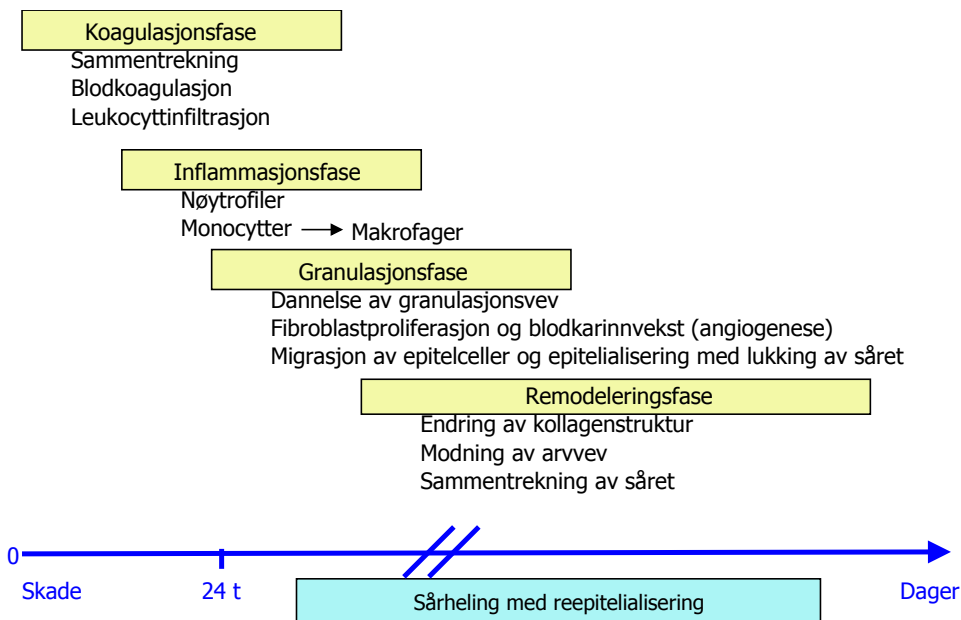 Koagulasjonsfase
Sammentrekning
Blodkoagulasjon
Leukocyttinfiltrasjon
Inflammasjonsfase
Nøytrofiler
Monocytter → Makrofager
Granulasjonsfase
Dannelse av granulasjonsvev
Fibroblastproliferasjon og blodkarinnvekst (angiogenese)
Migrasjon av epitelceller og epitelialisering med lukking av såret
Remodeleringsfase
Endring av kollagenstruktur
Modning av arvvev
Sammentrekning av såret
0
Skade 24 t Dager
Sårheling med reepitelialisering